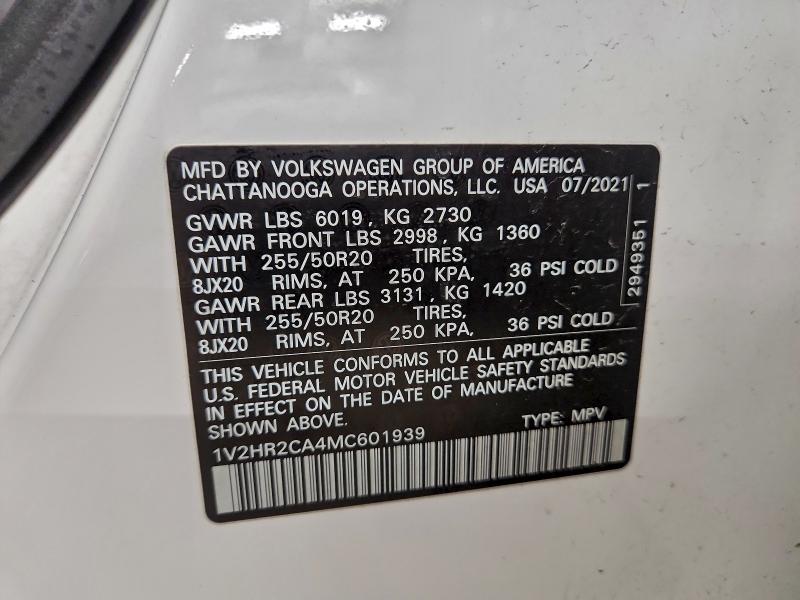 MFD BY VOLKSWAGEN GROUP OF AMERICA
CHATTANOOGA OPERATIONS, LLC. USA 07/2021
GVWR LBS 6019, KG 2730
GAWR FRONT LBS 2998, KG 1360
WITH 255/50R20 TIRES,
8JX20 RIMS, AT 250 KPA, 36 PSI COLD
GAWR REAR LBS 3131, KG 1420
WITH 255/50R20 TIRES,
8JX20 RIMS, AT 250 KPA, 36 PSI COLD
THIS VEHICLE CONFORMS TO ALL APPLICABLE
U.S. FEDERAL MOTOR VEHICLE SAFETY STANDARDS
IN EFFECT ON THE DATE OF MANUFACTURE
SHOWN ABOVE. TYPE: MPV
1V2HR2CA4MC601939
2949351 1